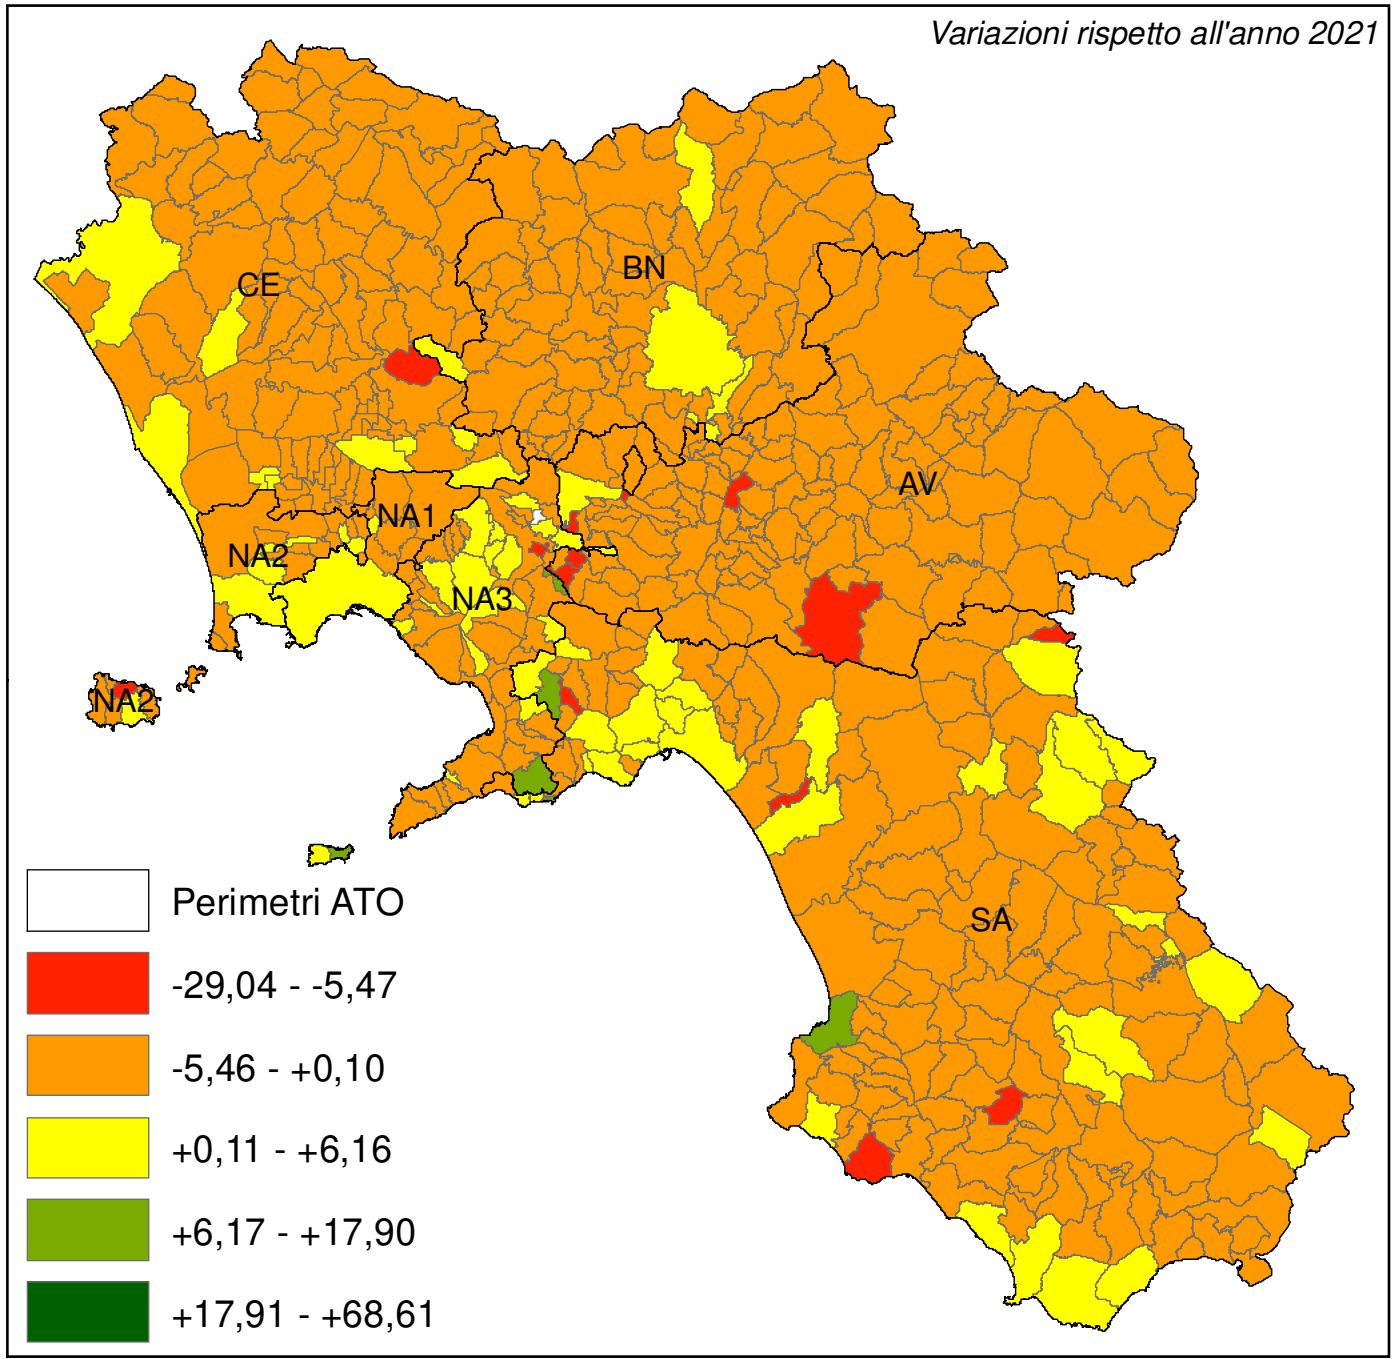 Variazioni rispetto all'anno 2021
BN
CE
AV
NA1
NA2
NA3
NA2
SA
Perimetri ATO
-29,04 - -5,47
-5,46 - +0,10
+0,11 - +6,16
+6,17 - +17,90
+17,91 - +68,61